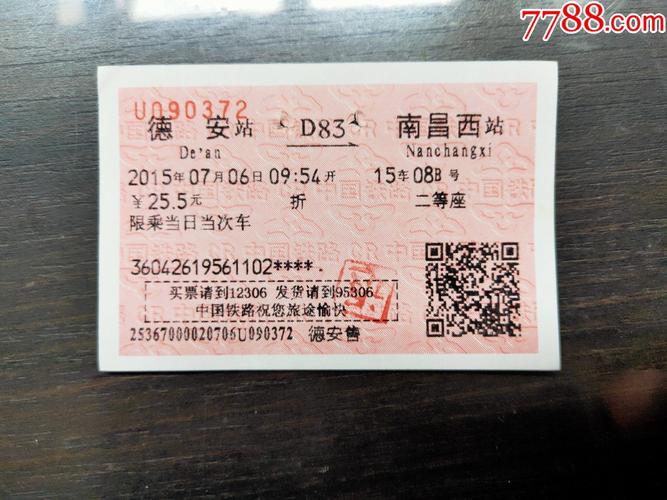 7788.com
U090372
德 安站 D83 南昌西站
De'an Nanchangxi
2015年07月06日09:54开 15车08B号
￥25.5元 折 二等座
限乘当日当次车
36042619561102****.
买票请到12306 发货请到95306
中国铁路祝您旅途愉快
25367000020706U090372 德安售